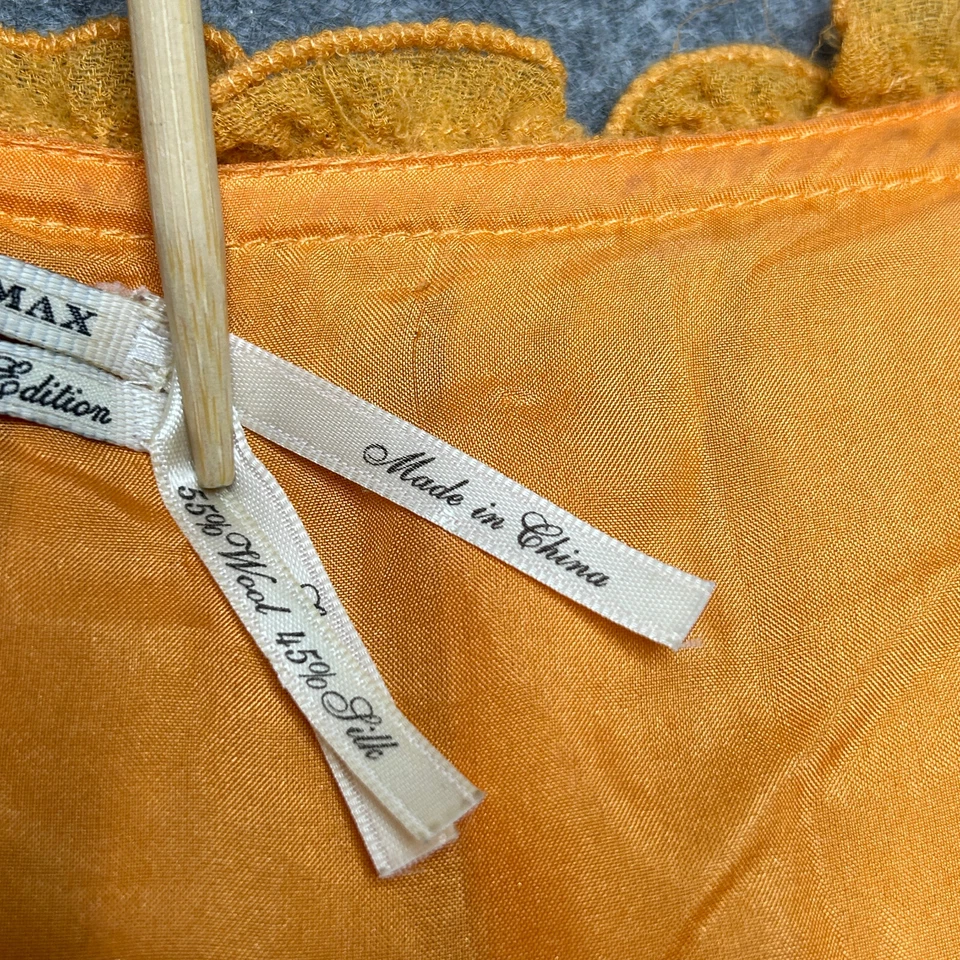 MAX
Edition
Made in China
55% Wool 45% Silk